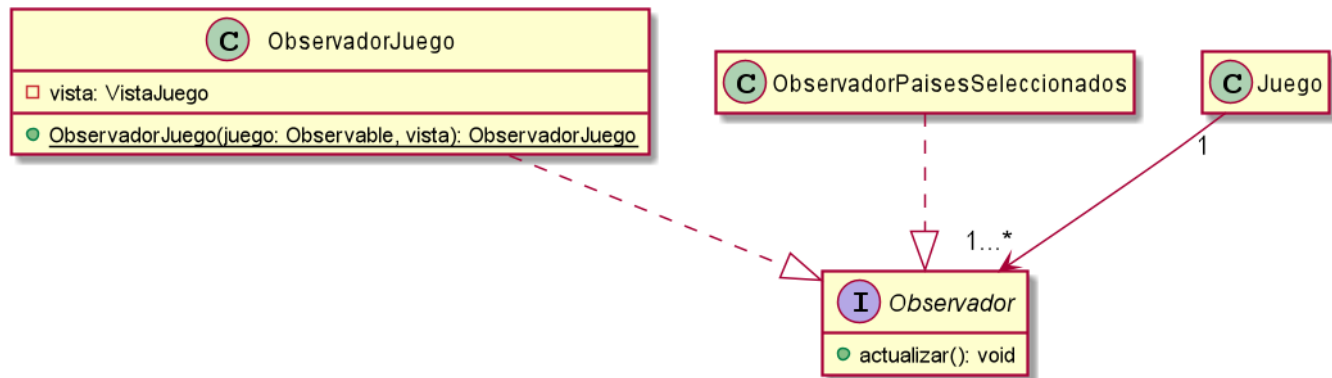 C ObservadorJuego
vista: VistaJuego
ObservadorJuego(juego: Observable, vista): ObservadorJuego
C ObservadorPaisesSeleccionados
C Juego
1
1...*
I Observador
actualizar(): void